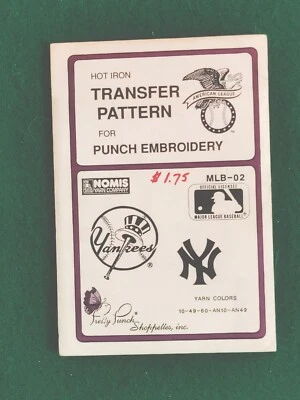 HOT IRON
TRANSFER
PATTERN
FOR
PUNCH EMBROIDERY
AMERICAN LEAGUE
$1.75
NOMIS
YARN COMPANY
MLB-02
OFFICIAL LICENSEE
MAJOR LEAGUE BASEBALL
Yankees
®
NY
YARN COLORS
10-49-60-AN10-AN49
Pretty Punch Shoppettes, inc.